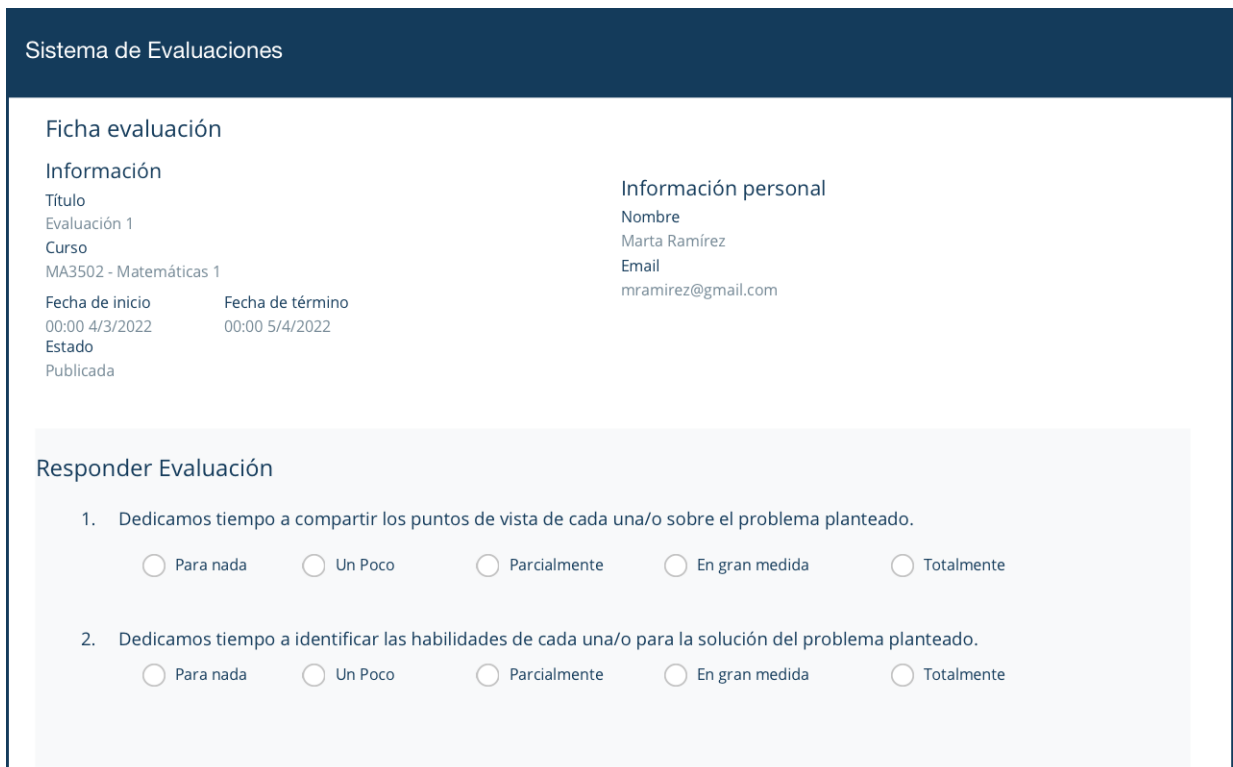 Sistema de Evaluaciones
Ficha evaluación
Información
Título
Evaluación 1
Curso
MA3502 - Matemáticas 1
Fecha de inicio Fecha de término
00:00 4/3/2022 00:00 5/4/2022
Estado
Publicada
Información personal
Nombre
Marta Ramírez
Email
mramirez@gmail.com
Responder Evaluación
1. Dedicamos tiempo a compartir los puntos de vista de cada una/o sobre el problema planteado.
Para nada Un Poco Parcialmente En gran medida Totalmente
2. Dedicamos tiempo a identificar las habilidades de cada una/o para la solución del problema planteado.
Para nada Un Poco Parcialmente En gran medida Totalmente